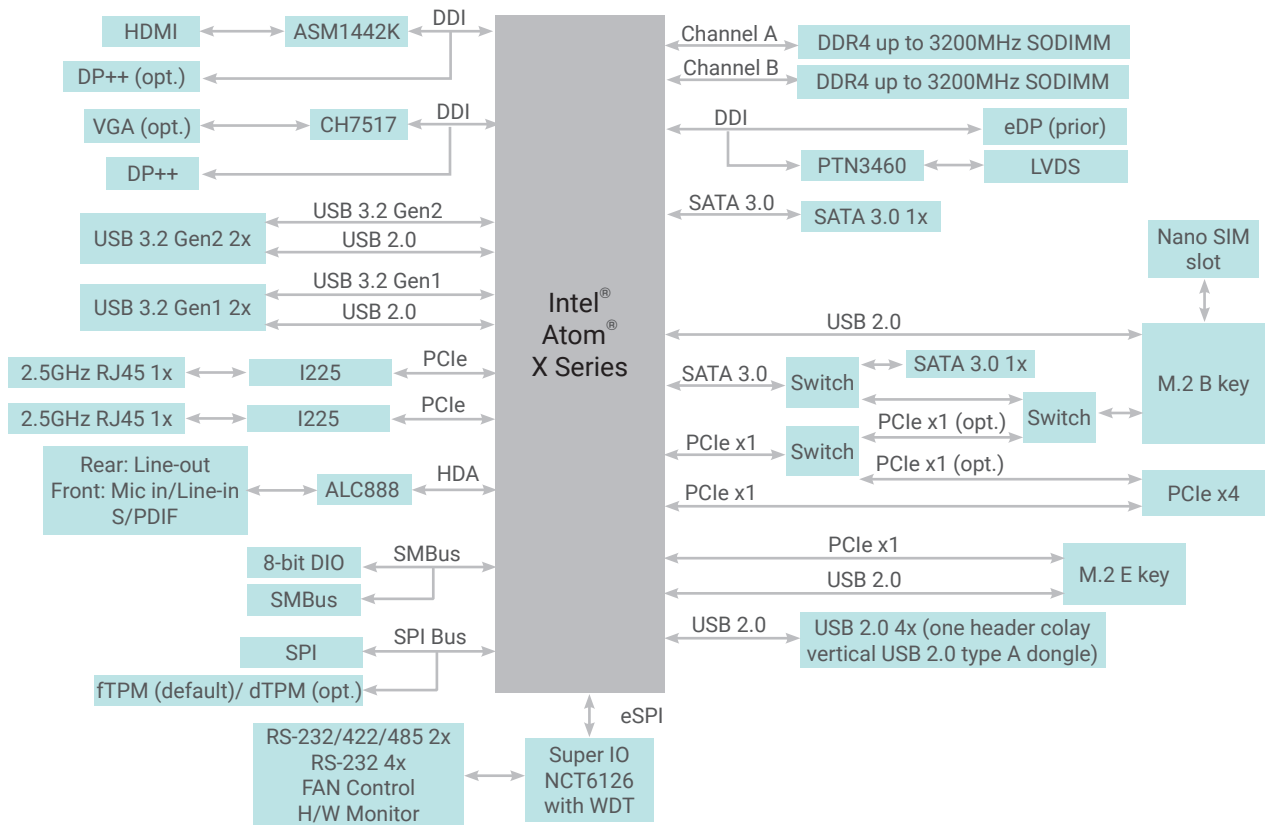 HDMI
ASM1442K
DDI
DP++ (opt.)
VGA (opt.)
CH7517
DDI
DP++
USB 3.2 Gen2 2x
USB 3.2 Gen2
USB 2.0
USB 3.2 Gen1 2x
USB 3.2 Gen1
USB 2.0
2.5GHz RJ45 1x
I225
PCIe
2.5GHz RJ45 1x
I225
PCIe
Rear: Line-out
Front: Mic in/Line-in
S/PDIF
ALC888
HDA
8-bit DIO
SMBus
SMBus
SPI
SPI Bus
fTPM (default)/ dTPM (opt.)
RS-232/422/485 2x
RS-232 4x
FAN Control
H/W Monitor
Super IO
NCT6126
with WDT
eSPI
Intel®
Atom®
X Series
Channel A
DDR4 up to 3200MHz SODIMM
Channel B
DDR4 up to 3200MHz SODIMM
DDI
eDP (prior)
PTN3460
LVDS
SATA 3.0
SATA 3.0 1x
Nano SIM
slot
USB 2.0
M.2 B key
SATA 3.0
Switch
SATA 3.0 1x
Switch
PCIe x1
Switch
PCIe x1 (opt.)
PCIe x1 (opt.)
PCIe x1
PCIe x4
PCIe x1
USB 2.0
M.2 E key
USB 2.0
USB 2.0 4x (one header colay
vertical USB 2.0 type A dongle)